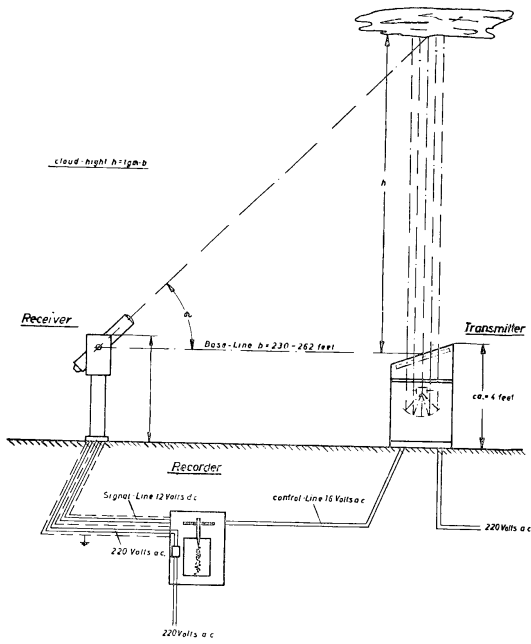 cloud-hight h=tgα·b
h
α
Receiver
Base-Line b = 230-262 feet
Transmitter
ca.= 4 feet
Recorder
Signal-Line 12 Volts d c
control-Line 16 Volts a c
220 Volts a c.
220 Volts a c
220 Volts a c